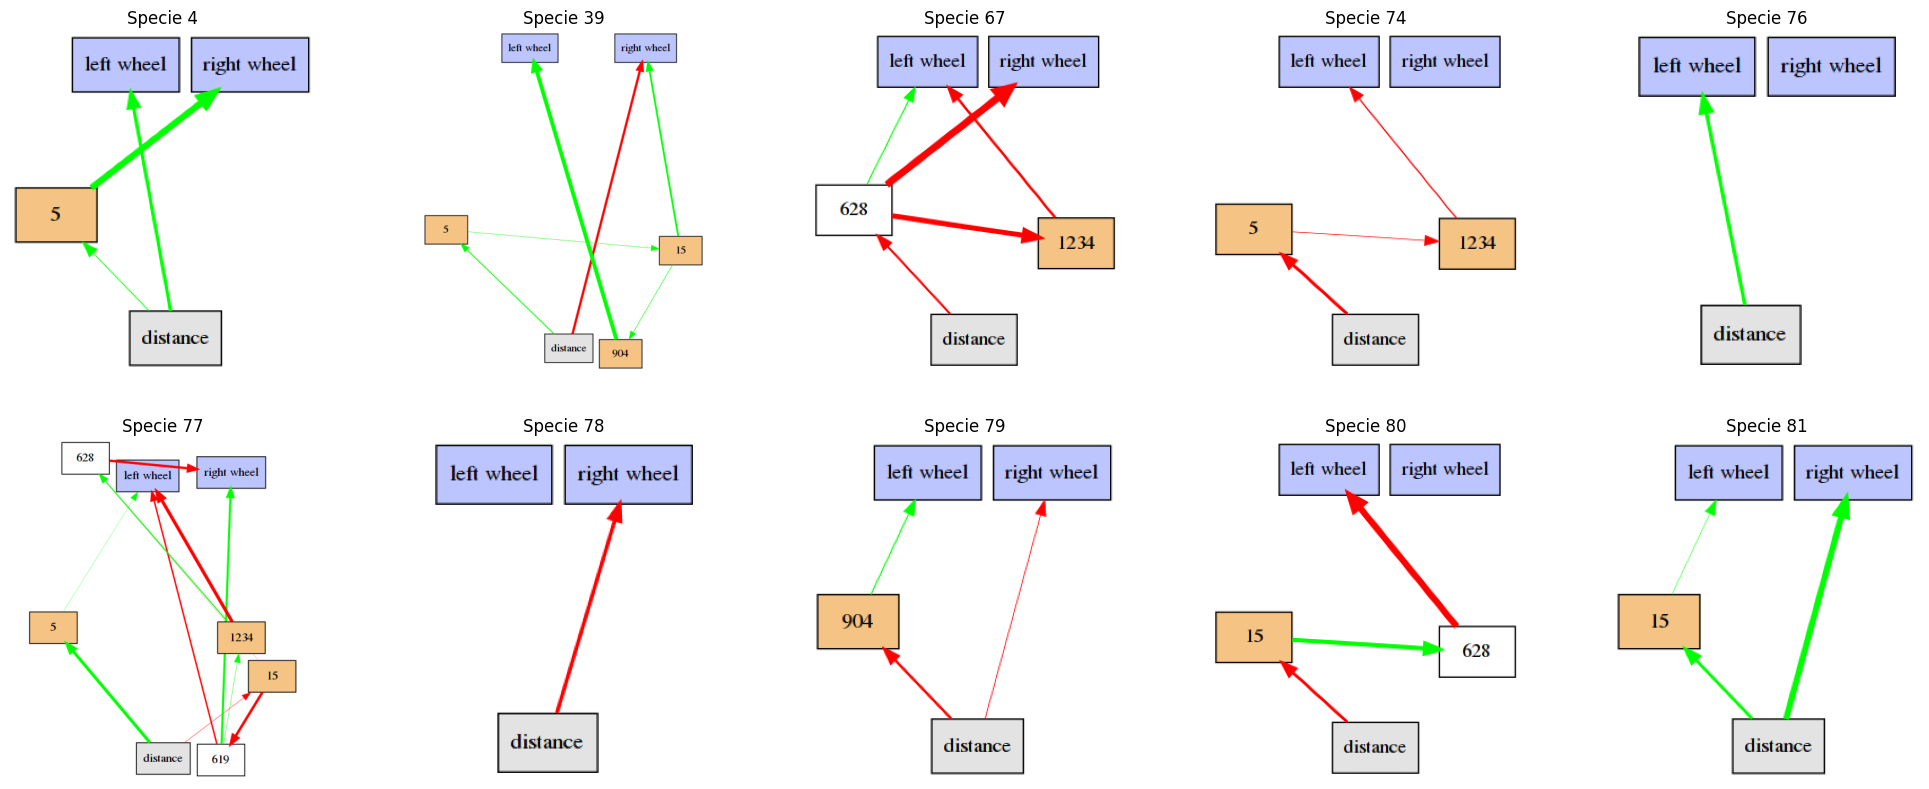 Specie 4
left wheel
right wheel
5
distance
Specie 39
left wheel
right wheel
5
15
distance
904
Specie 67
left wheel
right wheel
628
1234
distance
Specie 74
left wheel
right wheel
5
1234
distance
Specie 76
left wheel
right wheel
distance
Specie 77
628
left wheel
right wheel
5
1234
15
distance
619
Specie 78
left wheel
right wheel
distance
Specie 79
left wheel
right wheel
904
distance
Specie 80
left wheel
right wheel
15
628
distance
Specie 81
left wheel
right wheel
15
distance